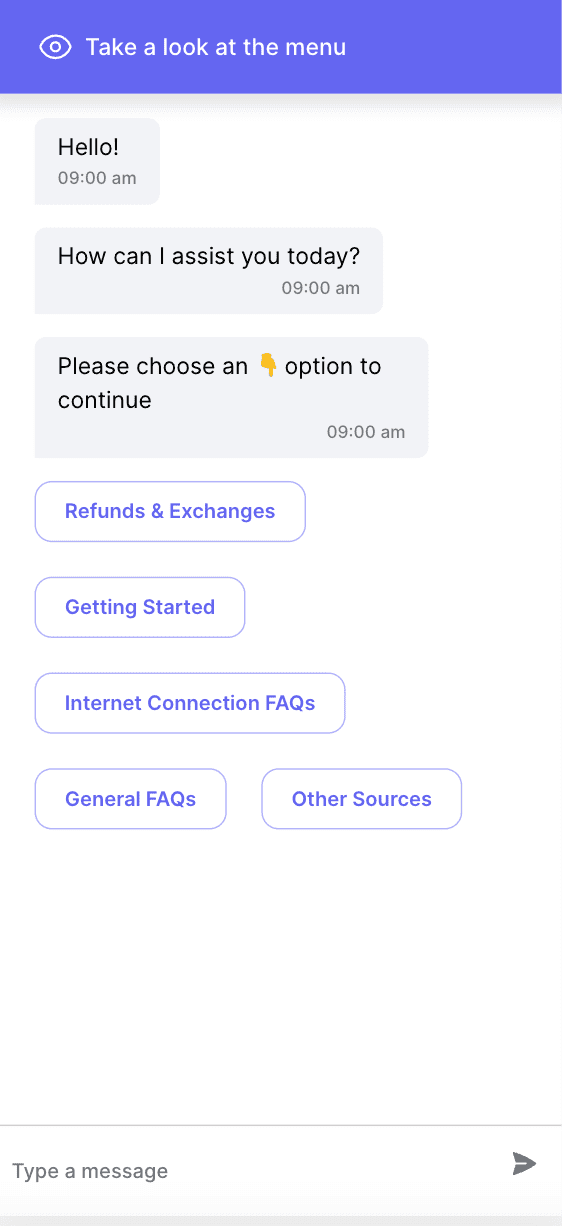 Take a look at the menu
Hello!
09:00 am
How can I assist you today?
09:00 am
Please choose an 👇 option to
continue
09:00 am
Refunds & Exchanges
Getting Started
Internet Connection FAQs
General FAQs
Other Sources
Type a message